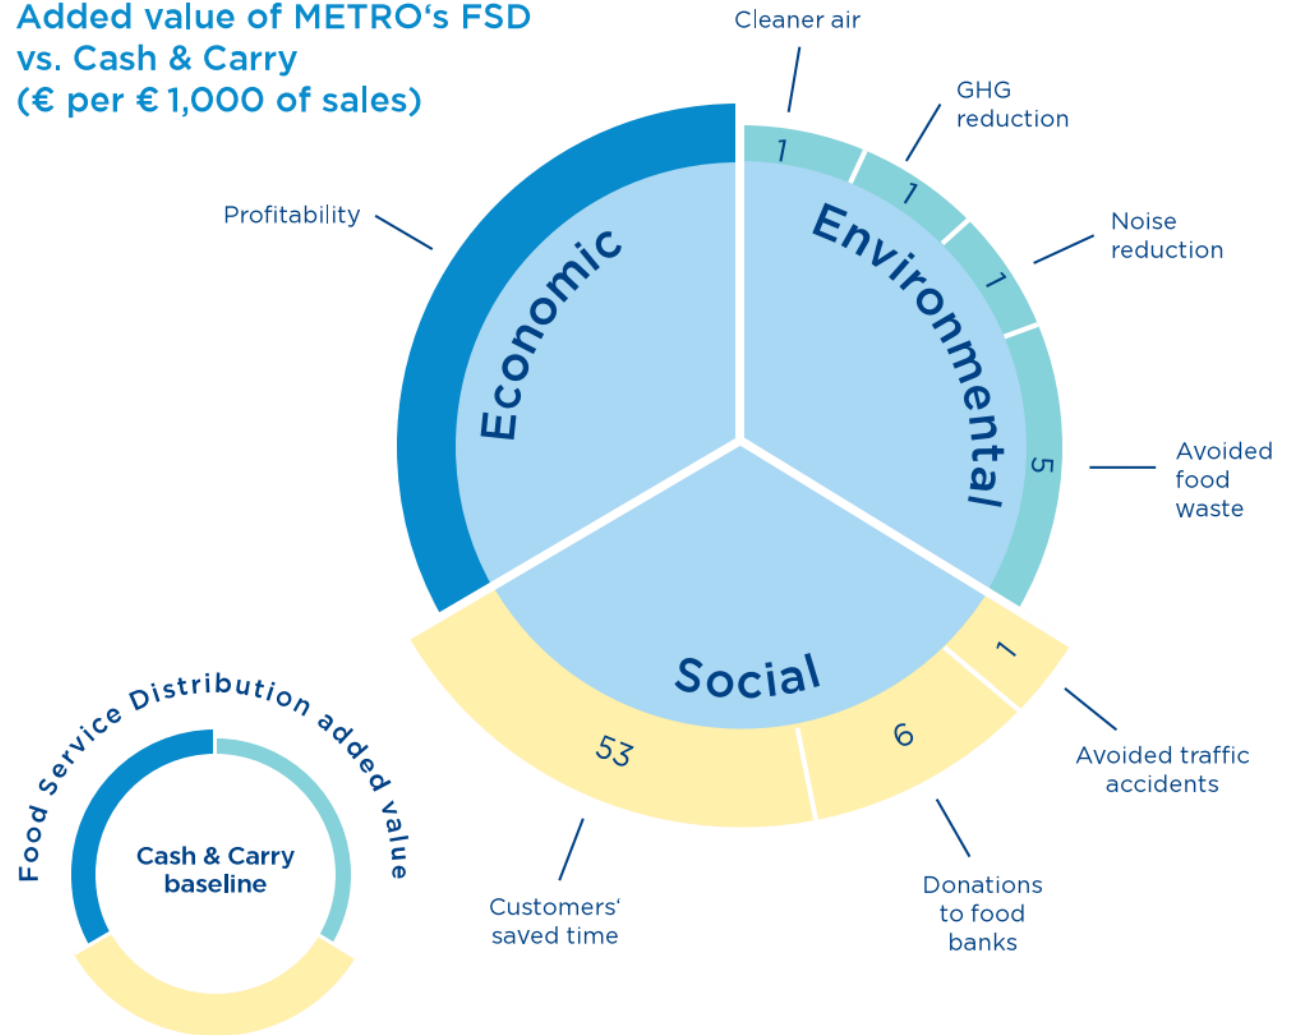 Added value of METRO‘s FSD
vs. Cash & Carry
(€ per € 1,000 of sales)
Cleaner air
GHG
reduction
Noise
reduction
Avoided
food
waste
Avoided traffic
accidents
Donations
to food
banks
Customers‘
saved time
Profitability
Economic
Environmental
Social
1
1
1
5
1
6
53
Food Service Distribution added value
Cash & Carry
baseline